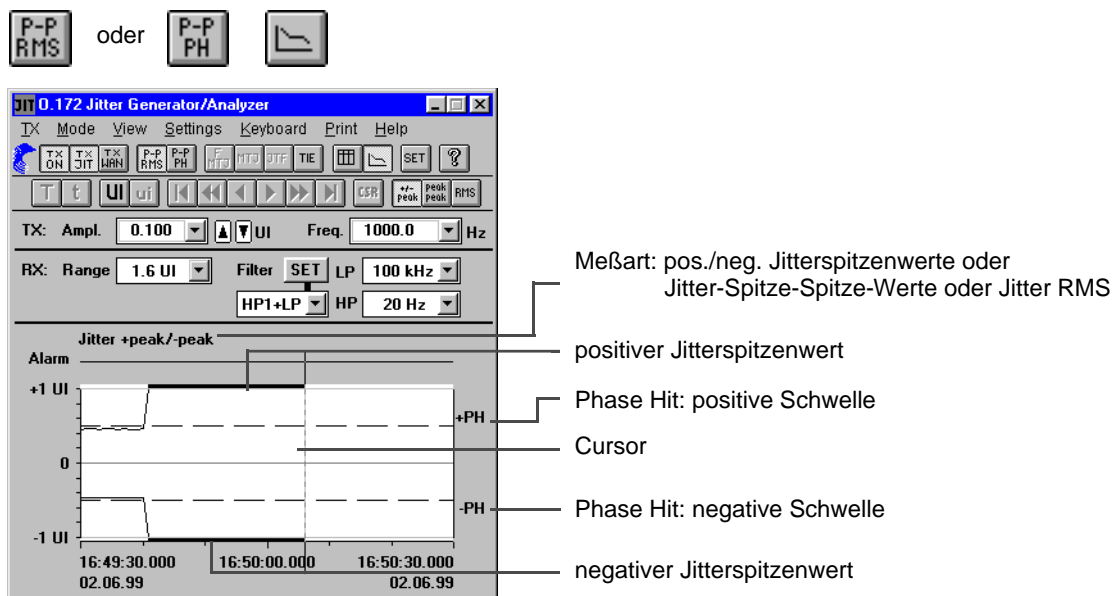 P-P RMS oder P-P PH
JIT O.172 Jitter Generator/Analyzer
TX Mode View Settings Keyboard Print Help
TX ON TX JIT TX WAN P-P RMS P-P PH F MTJ MTJ JTF TIE SET ?
T t UI ui CSR +/- peak Peak peak RMS
TX: Ampl. 0.100 UI Freq. 1000.0 Hz
RX: Range 1.6 UI Filter SET LP 100 kHz
HP1+LP HP 20 Hz
Meßart: pos./neg. Jitterspitzenwerte oder
Jitter-Spitze-Spitze-Werte oder Jitter RMS
Jitter +peak/-peak
Alarm
positiver Jitterspitzenwert
+1 UI
Phase Hit: positive Schwelle
+PH
Cursor
0
Phase Hit: negative Schwelle
-PH
-1 UI
16:49:30.000 16:50:00.000 16:50:30.000
02.06.99 02.06.99
negativer Jitterspitzenwert